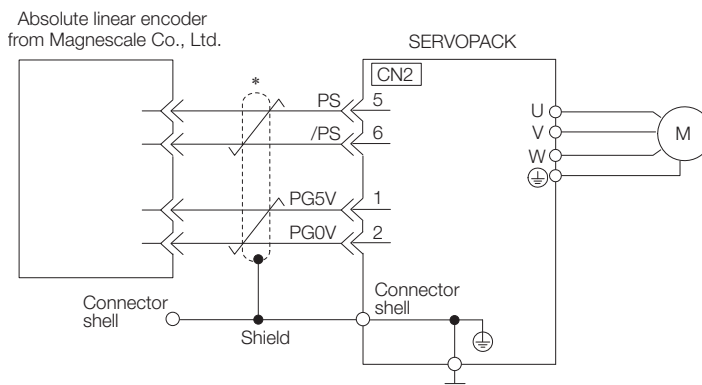 Absolute linear encoder
from Magnescale Co., Ltd.
SERVOPACK
CN2
*
PS
5
/PS
6
PG5V
1
PG0V
2
U
V
W
M
Connector
shell
Shield
Connector
shell